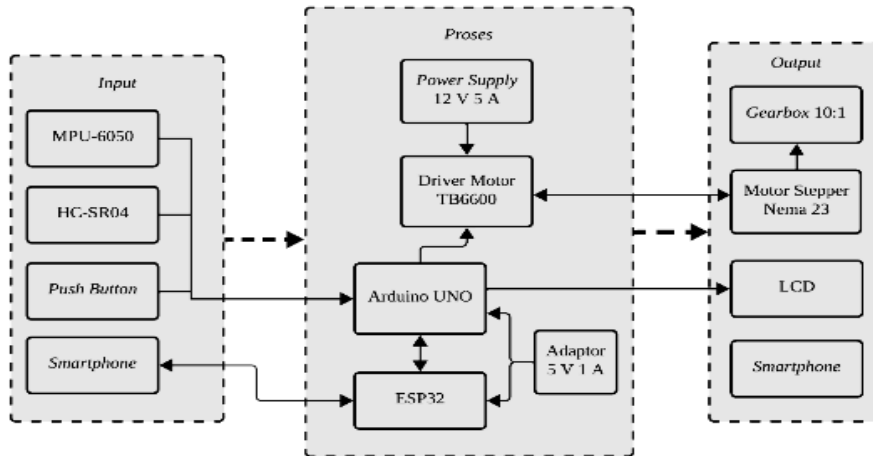 Input
MPU-6050
HC-SR04
Push Button
Smartphone
Proses
Power Supply
12 V 5 A
Driver Motor
TB6600
Arduino UNO
Adaptor
5 V 1 A
ESP32
Output
Gearbox 10:1
Motor Stepper
Nema 23
LCD
Smartphone